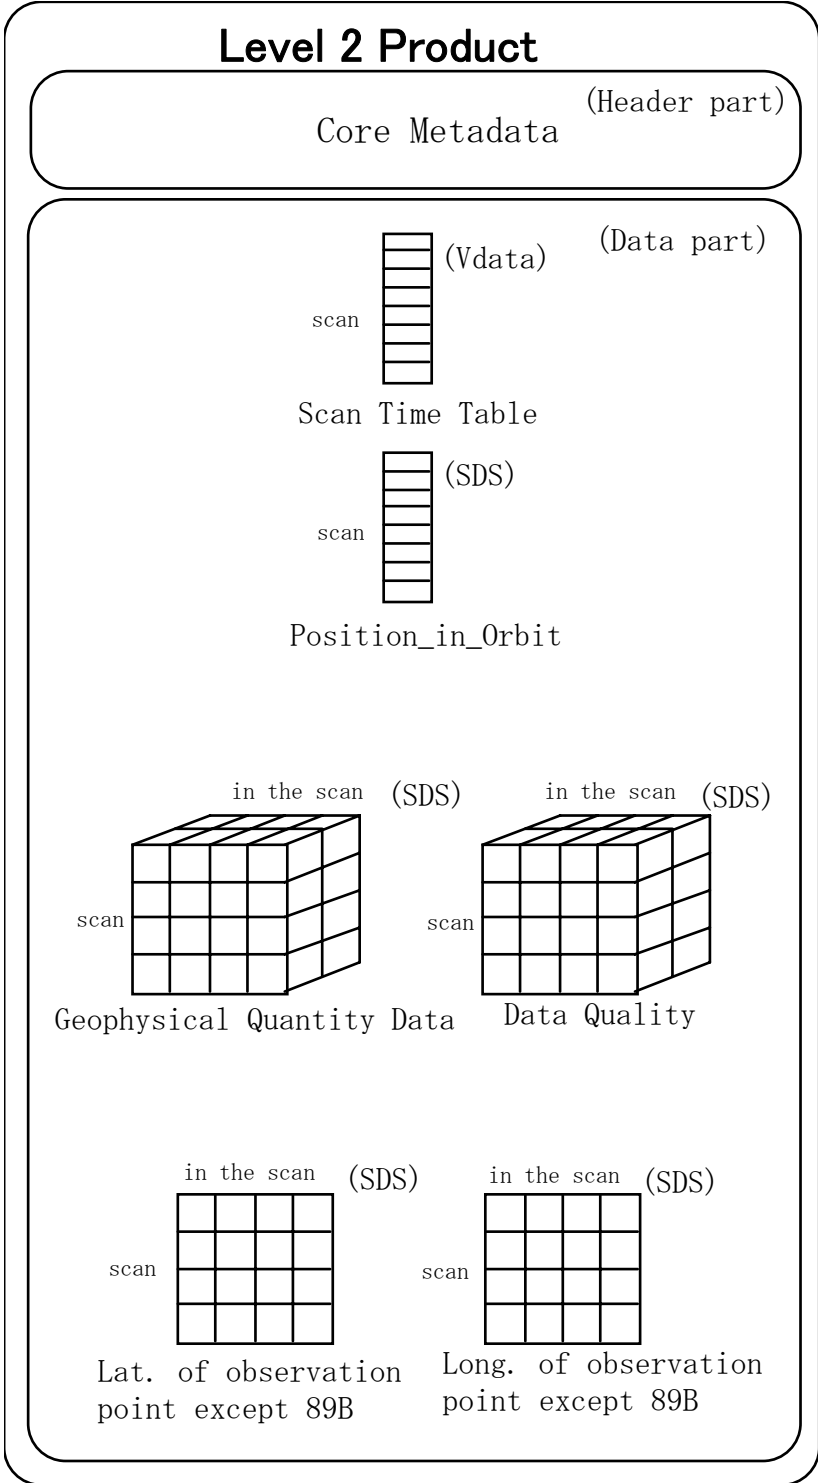 Level 2 Product
(Header part)
Core Metadata
(Data part)
(Vdata)
scan
Scan Time Table
(SDS)
scan
Position_in_Orbit
in the scan (SDS)
in the scan (SDS)
scan
scan
Geophysical Quantity Data
Data Quality
in the scan (SDS)
in the scan (SDS)
scan
scan
Lat. of observation
point except 89B
Long. of observation
point except 89B